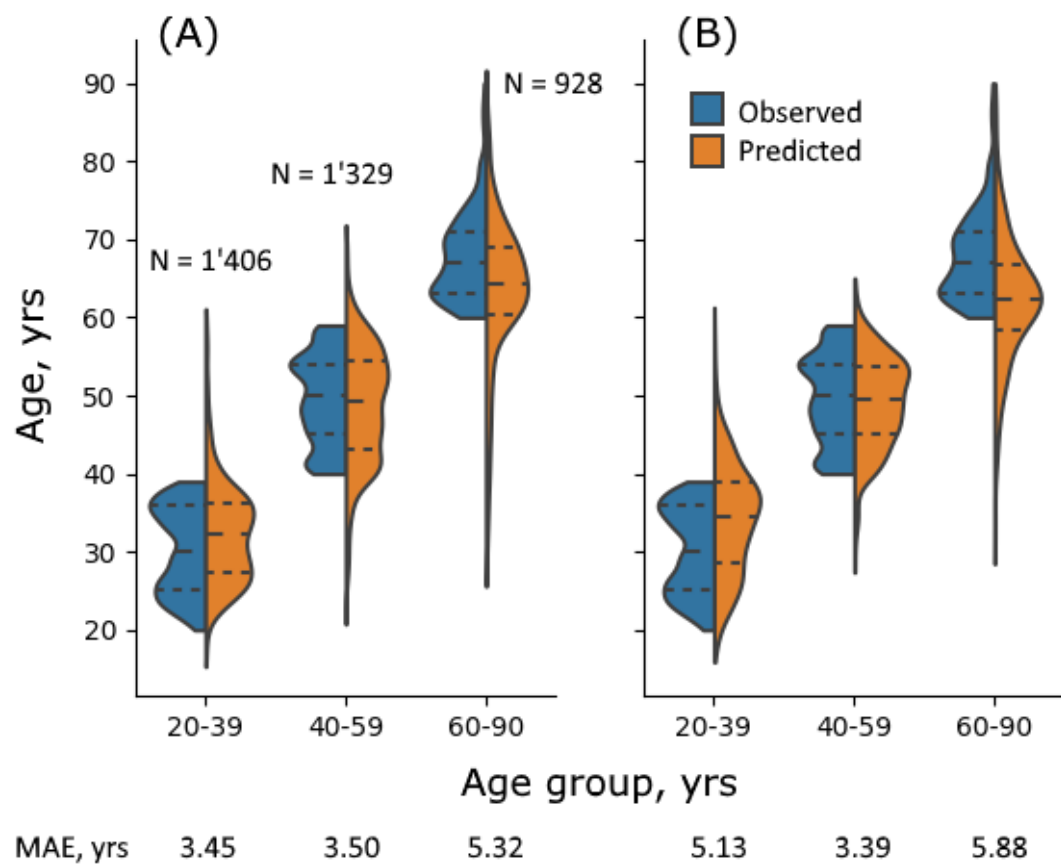 (A)
(B)
Age, yrs
90
80
70
60
50
40
30
20
N = 1'406
N = 1'329
N = 928
Observed
Predicted
20-39 40-59 60-90 20-39 40-59 60-90
Age group, yrs
MAE, yrs 3.45 3.50 5.32 5.13 3.39 5.88